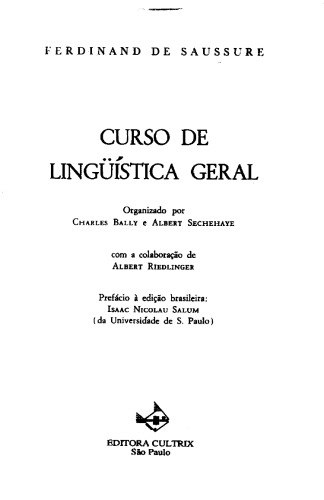 FERDINAND DE SAUSSURE
CURSO DE
LINGÜÍSTICA GERAL
Organizado por
CHARLES BALLY e ALBERT SECHEHAYE
com a colaboração de
ALBERT RIEDLINGER
Prefácio à edição brasileira:
ISAAC NICOLAU SALUM
(da Universidade de S. Paulo)
EDITORA CULTRIX
São Paulo